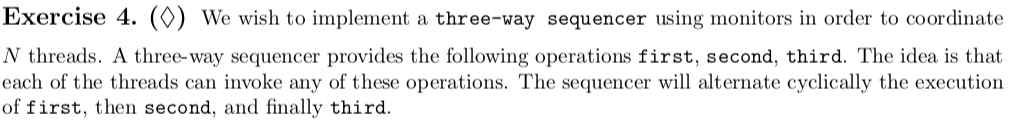 Exercise 4. (◊) We wish to implement a three-way sequencer using monitors in order to coordinate
N threads. A three-way sequencer provides the following operations first, second, third. The idea is that
each of the threads can invoke any of these operations. The sequencer will alternate cyclically the execution
of first, then second, and finally third.